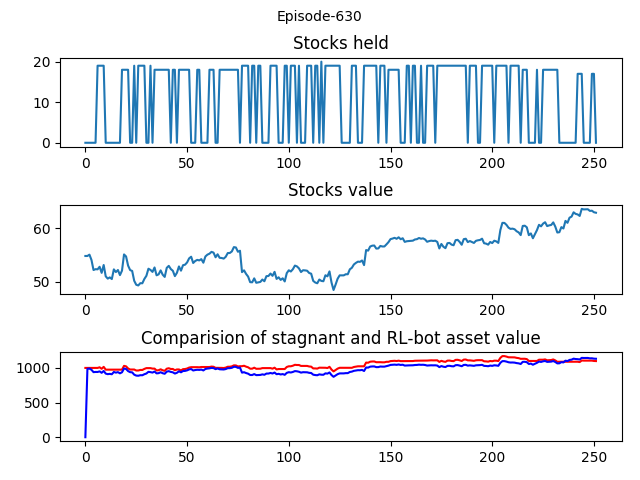 Episode-630
Stocks held
20
10
0
0 50 100 150 200 250
Stocks value
60
50
0 50 100 150 200 250
Comparision of stagnant and RL-bot asset value
1000
500
0
0 50 100 150 200 250